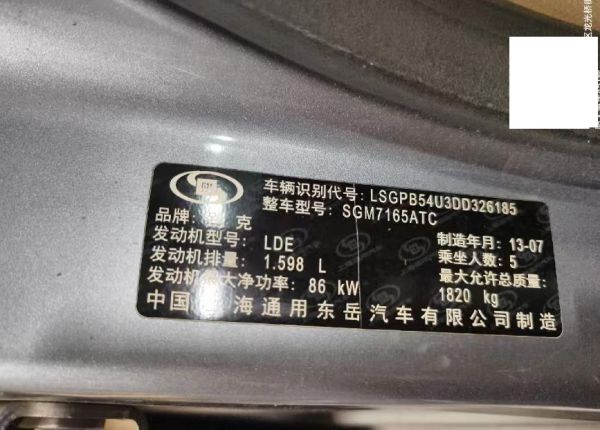 车辆识别代号: LSGPB54U3DD326185
整车型号: SGM7165ATC
品牌: 克
发动机型号: LDE
制造年月: 13-07
发动机排量: 1.598 L
乘坐人数: 5
发动机 大净功率: 86 kW
最大允许总质量:
1820 kg
中国 海通用东岳汽车有限公司制造